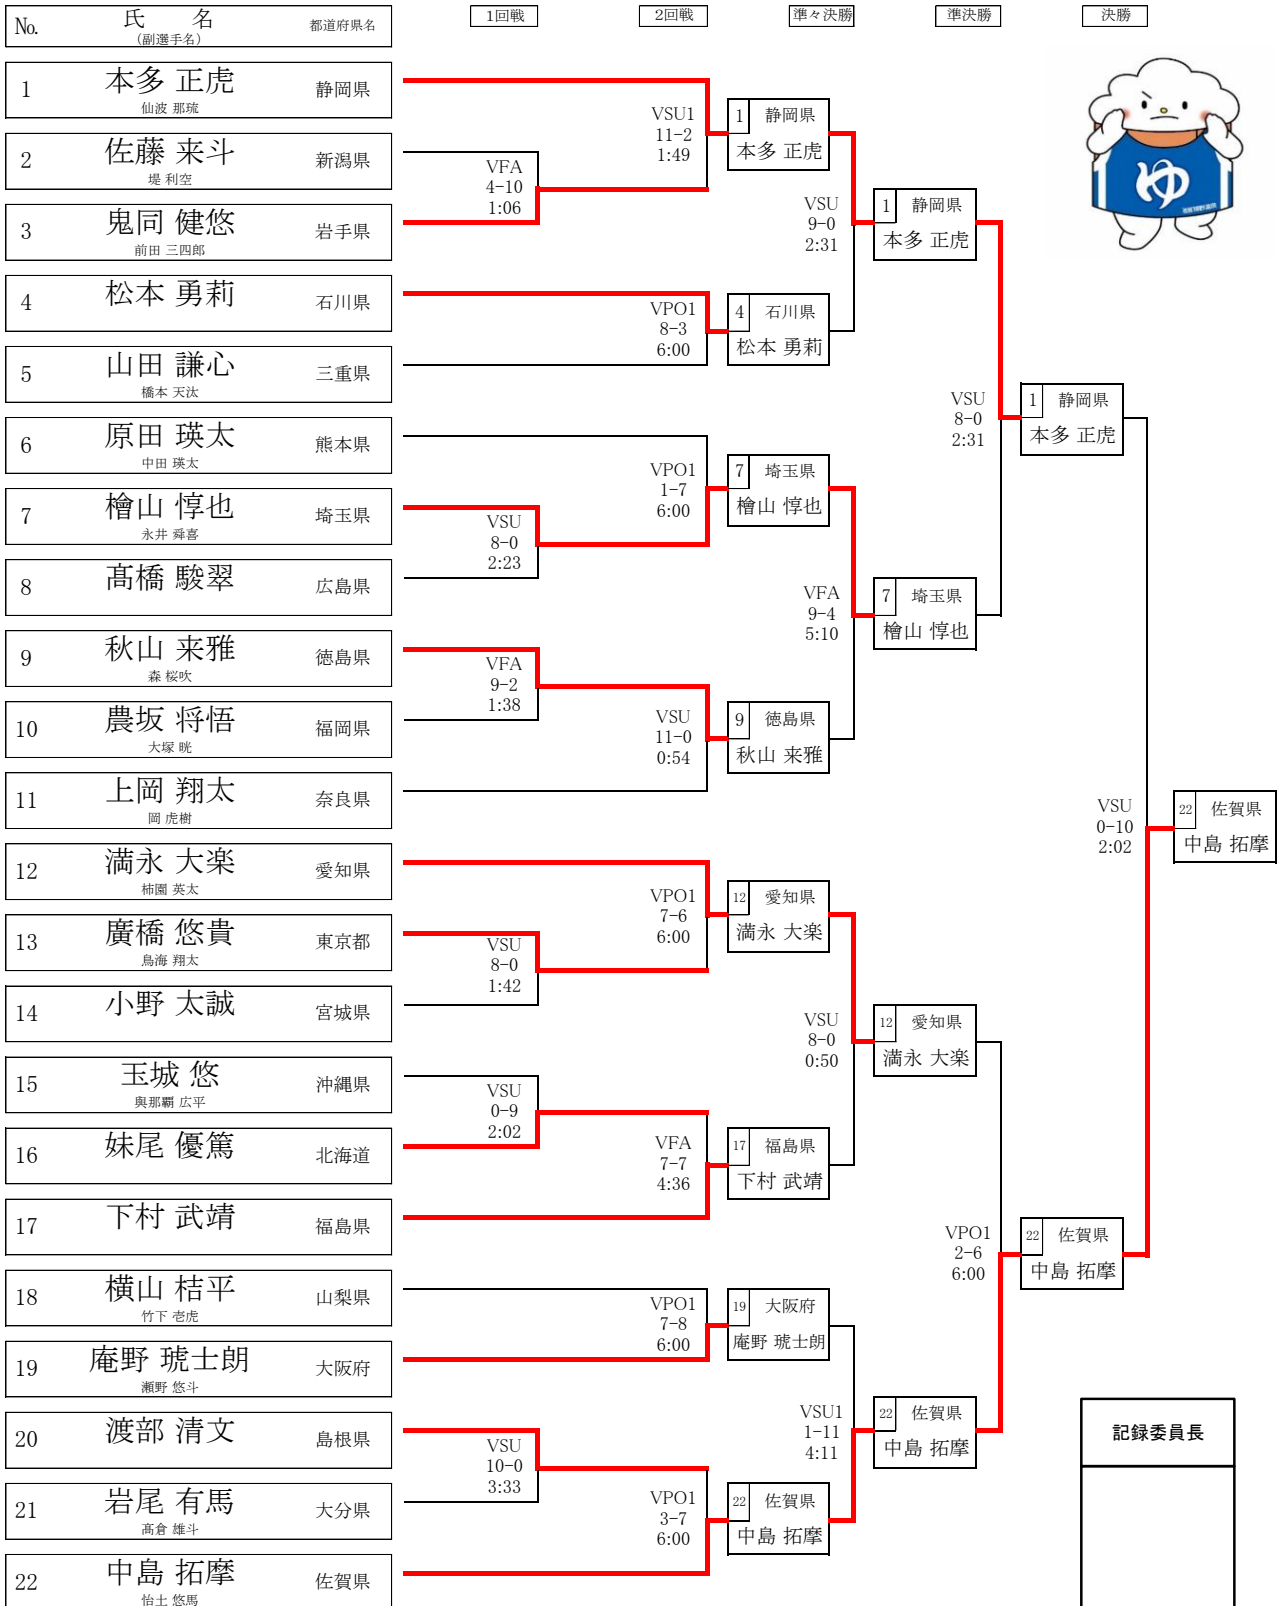 No. 氏 名 (副選手名) 都道府県名 1回戦 2回戦 準々決勝 準決勝 決勝
1 本多 正虎 静岡県
仙波 那琉
2 佐藤 来斗 新潟県
堤 利空
3 鬼同 健悠 岩手県
前田 三四郎
4 松本 勇莉 石川県
5 山田 謙心 三重県
橋本 天汰
6 原田 瑛太 熊本県
中田 瑛太
7 檜山 惇也 埼玉県
永井 舜喜
8 髙橋 駿翠 広島県
9 秋山 来雅 徳島県
森 桜吹
10 農坂 将悟 福岡県
大塚 晄
11 上岡 翔太 奈良県
岡 虎樹
12 満永 大楽 愛知県
柿園 英太
13 廣橋 悠貴 東京都
鳥海 翔太
14 小野 太誠 宮城県
15 玉城 悠 沖縄県
與那覇 広平
16 妹尾 優篤 北海道
17 下村 武靖 福島県
18 横山 桔平 山梨県
竹下 壱虎
19 庵野 琥士朗 大阪府
瀬野 悠斗
20 渡部 清文 島根県
21 岩尾 有馬 大分県
髙倉 雄斗
22 中島 拓摩 佐賀県
怡土 悠馬
VFA
4-10
1:06
VSU
8-0
2:23
VFA
9-2
1:38
VSU
8-0
1:42
VSU
0-9
2:02
VSU
10-0
3:33
VSU1
11-2
1:49
VPO1
8-3
6:00
VPO1
1-7
6:00
VSU
11-0
0:54
VPO1
7-6
6:00
VFA
7-7
4:36
VPO1
7-8
6:00
VPO1
3-7
6:00
1 静岡県
本多 正虎
4 石川県
松本 勇莉
7 埼玉県
檜山 惇也
9 徳島県
秋山 来雅
12 愛知県
満永 大楽
17 福島県
下村 武靖
19 大阪府
庵野 琥士朗
22 佐賀県
中島 拓摩
VSU
9-0
2:31
VFA
9-4
5:10
VSU
8-0
0:50
VSU1
1-11
4:11
1 静岡県
本多 正虎
7 埼玉県
檜山 惇也
12 愛知県
満永 大楽
22 佐賀県
中島 拓摩
VSU
8-0
2:31
VPO1
2-6
6:00
1 静岡県
本多 正虎
22 佐賀県
中島 拓摩
VSU
0-10
2:02
22 佐賀県
中島 拓摩
ゆ
記録委員長